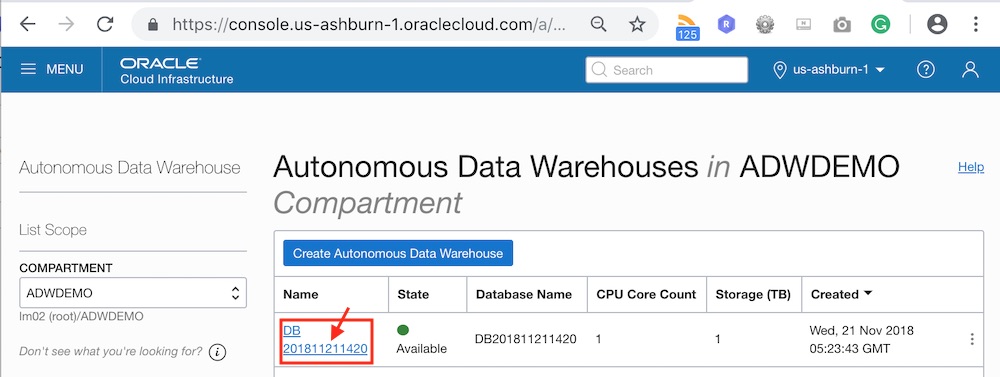 https://console.us-ashburn-1.oraclecloud.com/a/...
125
R
MENU
ORACLE
Cloud Infrastructure
Search
us-ashburn-1
?
Autonomous Data Warehouse
Autonomous Data Warehouses in ADWDEMO
Compartment
Help
List Scope
COMPARTMENT
ADWDEMO
lm02 (root)/ADWDEMO
Don't see what you're looking for? i
Create Autonomous Data Warehouse
Name State Database Name CPU Core Count Storage (TB) Created
DB
201811211420
Available
DB201811211420
1
1
Wed, 21 Nov 2018
05:23:43 GMT